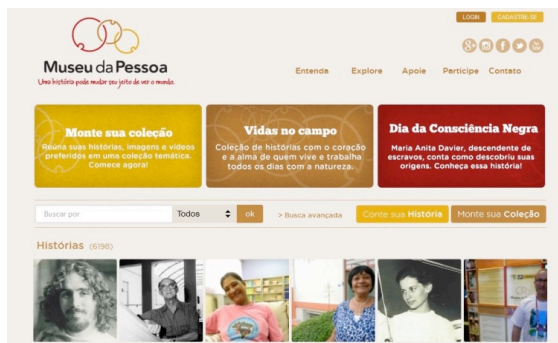 LOGIN
CADASTRE-SE
Museu da Pessoa
Uma história pode mudar seu jeito de ver o mundo.
Entenda Explore Apoie Participe Contato
Monte sua coleção
Reúna suas histórias, imagens e vídeos
preferidos em uma coleção temática.
Comece agora!
Vidas no campo
Coleção de histórias com o coração
e a alma de quem vive e trabalha
todos os dias com a natureza.
Dia da Consciência Negra
Maria Anita Davier, descendente de
escravos, conta como descobriu suas
origens. Conheça essa história!
Buscar por Todos ok > Busca avançada Conte sua História Monte sua Coleção
Histórias (6198)